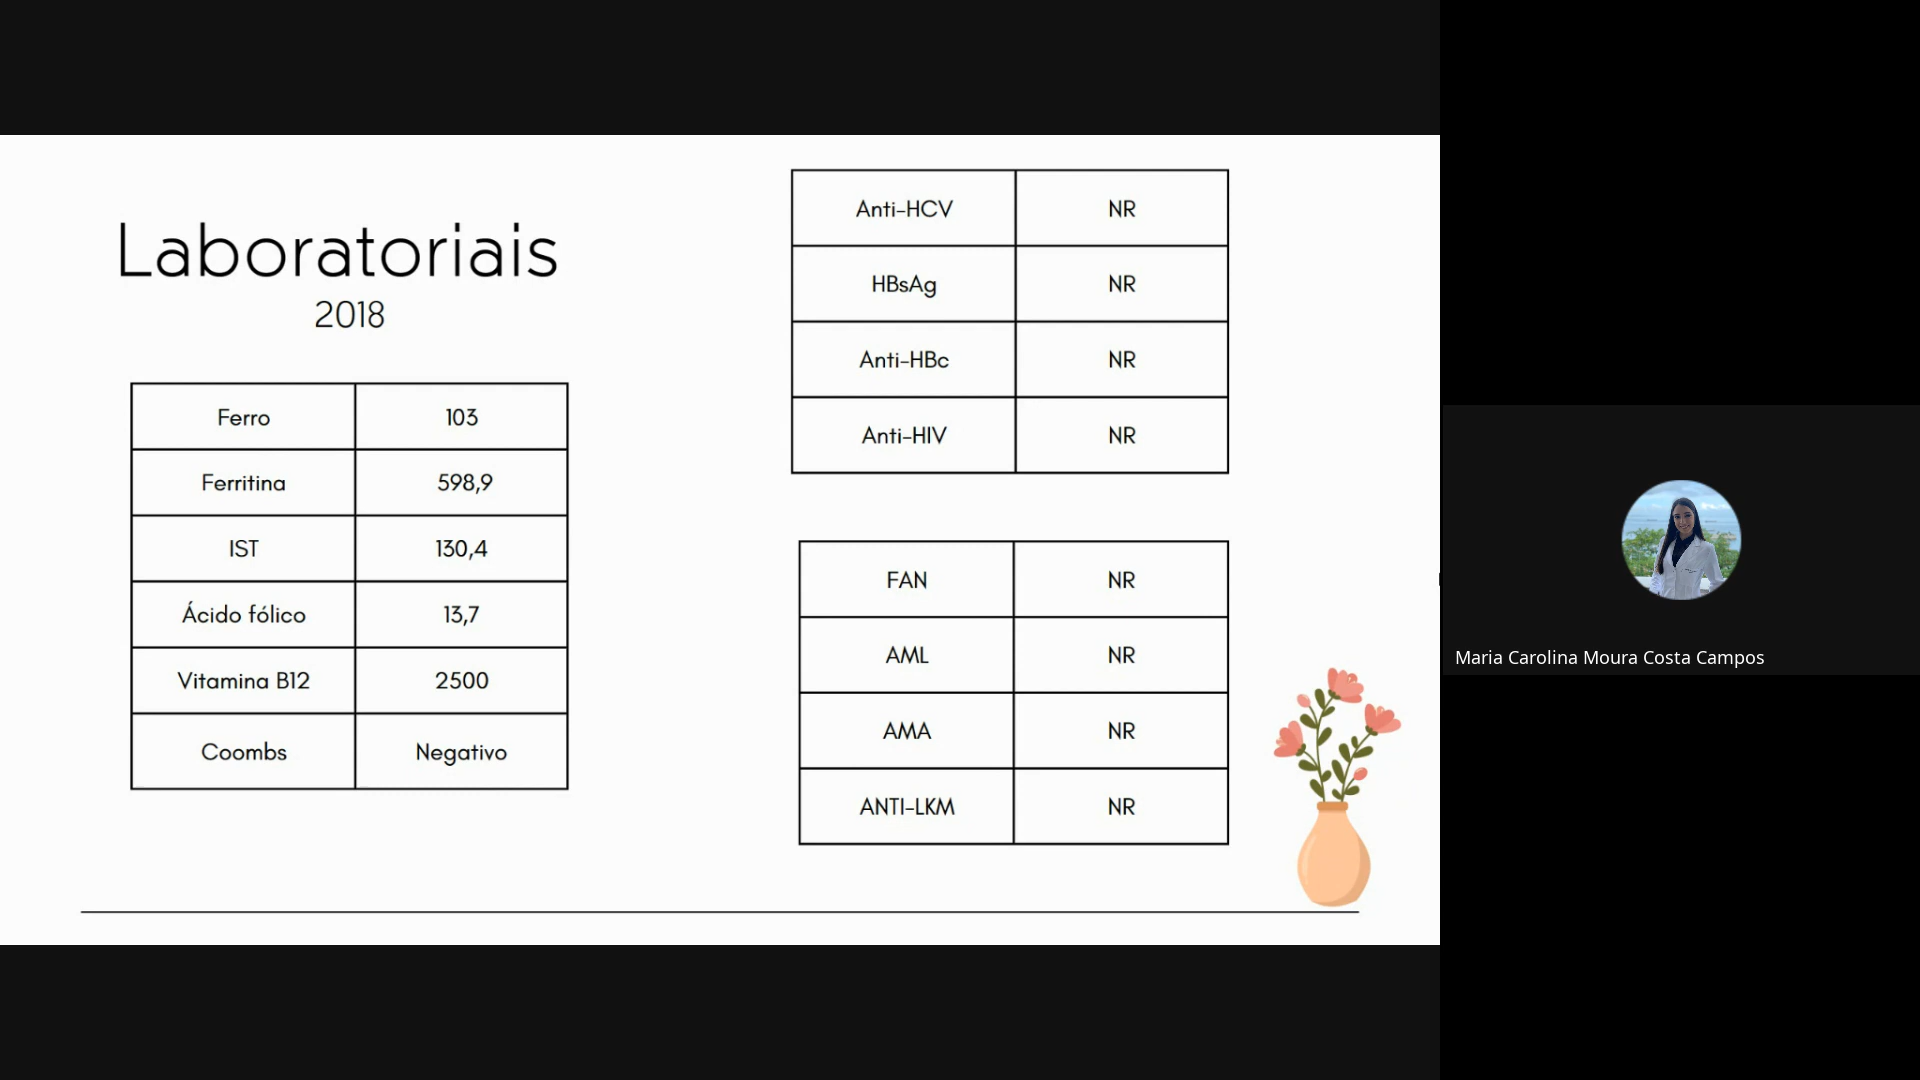 Laboratoriais
2018
Ferro 103
Ferritina 598,9
IST 130,4
Ácido fólico 13,7
Vitamina B12 2500
Coombs Negativo
Anti-HCV NR
HBsAg NR
Anti-HBc NR
Anti-HIV NR
FAN NR
AML NR
AMA NR
ANTI-LKM NR
Maria Carolina Moura Costa Campos